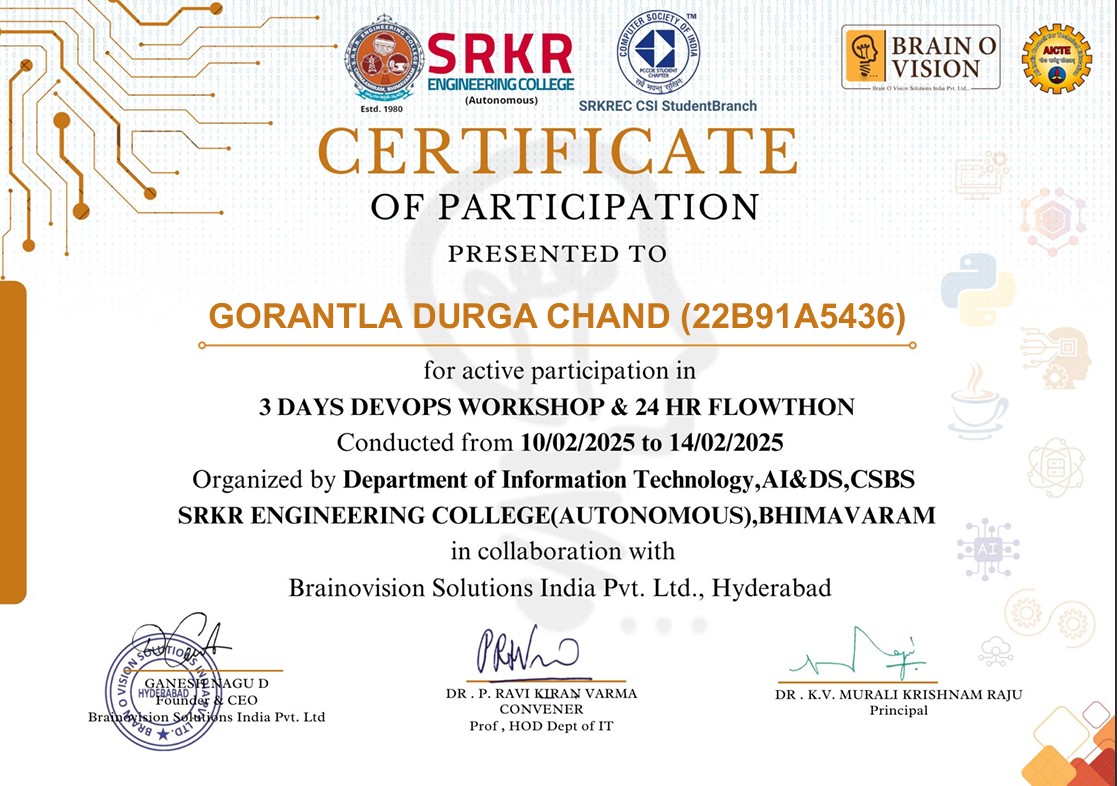 SRKR
ENGINEERING COLLEGE
(Autonomous)
Estd. 1980
COMPUTER SOCIETY OF INDIA
TM
PCCOE STUDENT
CHAPTER
SRKREC CSI StudentBranch
BRAIN O
VISION
Brain O Vision Solutions India Pvt. Ltd.
AICTE
CERTIFICATE
OF PARTICIPATION
PRESENTED TO
GORANTLA DURGA CHAND (22B91A5436)
for active participation in
3 DAYS DEVOPS WORKSHOP & 24 HR FLOWTHON
Conducted from 10/02/2025 to 14/02/2025
Organized by Department of Information Technology,AI&DS,CSBS
SRKR ENGINEERING COLLEGE(AUTONOMOUS),BHIMAVARAM
in collaboration with
Brainovision Solutions India Pvt. Ltd., Hyderabad
AI
BRAIN O VISION SOLUTIONS INDIA PVT. LTD.
HYDERABAD
GANESH NAGU D
Founder & CEO
Brainovision Solutions India Pvt. Ltd
DR . P. RAVI KIRAN VARMA
CONVENER
Prof , HOD Dept of IT
DR . K.V. MURALI KRISHNAM RAJU
Principal